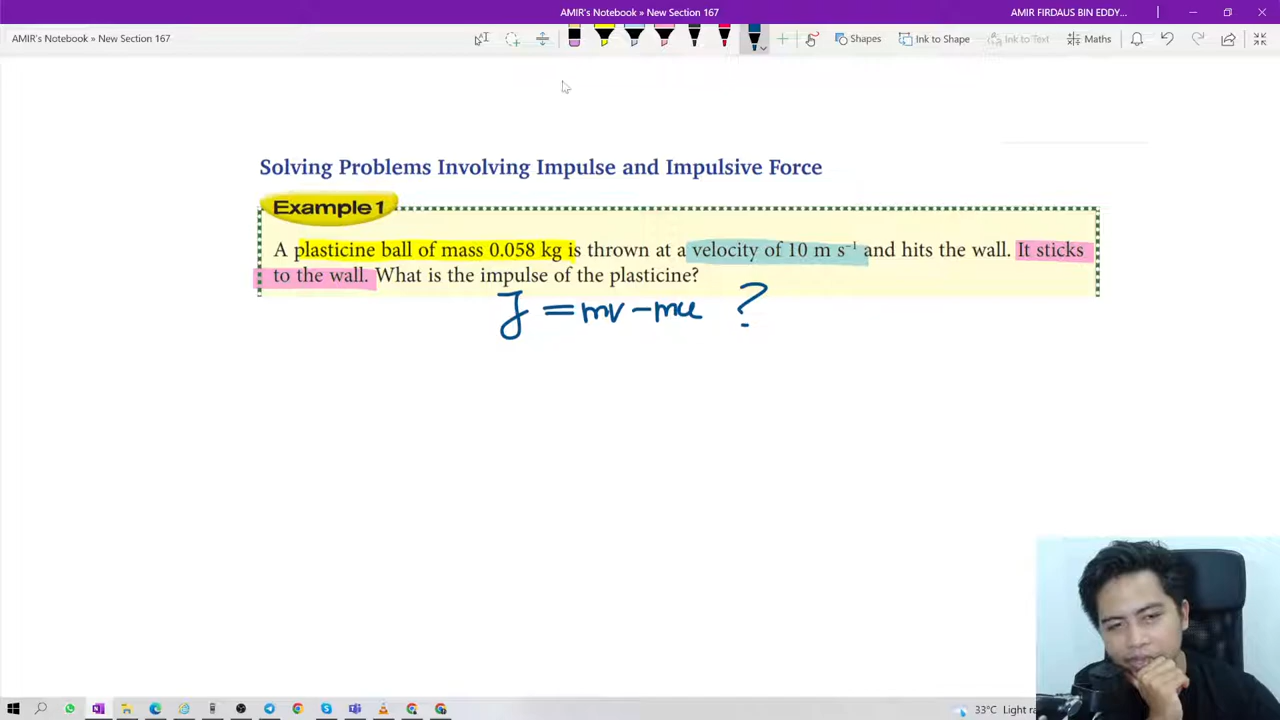 AMIR's Notebook » New Section 167
AMIR FIRDAUS BIN EDDY...
AMIR's Notebook » New Section 167
Shapes
Ink to Shape
Ink to Text
Maths
Solving Problems Involving Impulse and Impulsive Force
Example 1
A plasticine ball of mass 0.058 kg is thrown at a velocity of 10 m s⁻¹ and hits the wall. It sticks
to the wall. What is the impulse of the plasticine?
J = mv - mu ?
33°C Light